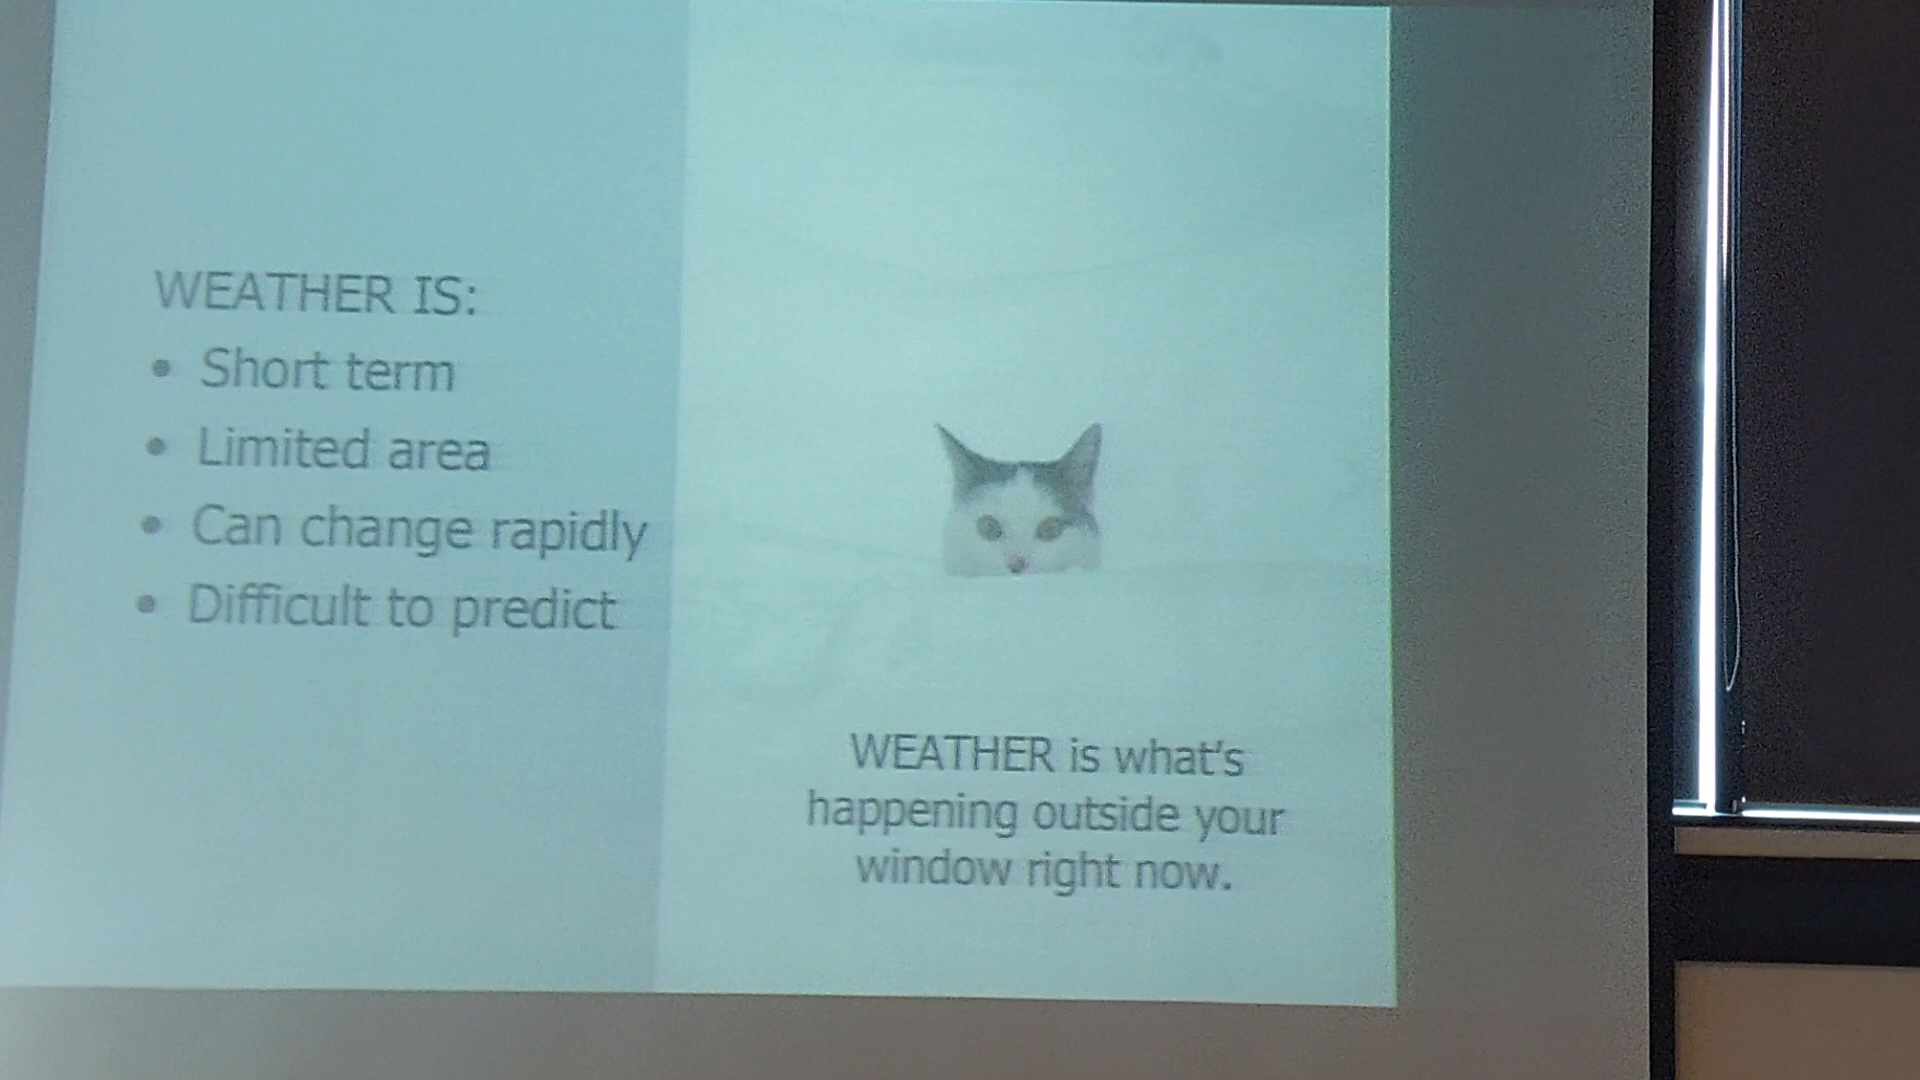 WEATHER IS:
• Short term
• Limited area
• Can change rapidly
• Difficult to predict
WEATHER is what's
happening outside your
window right now.